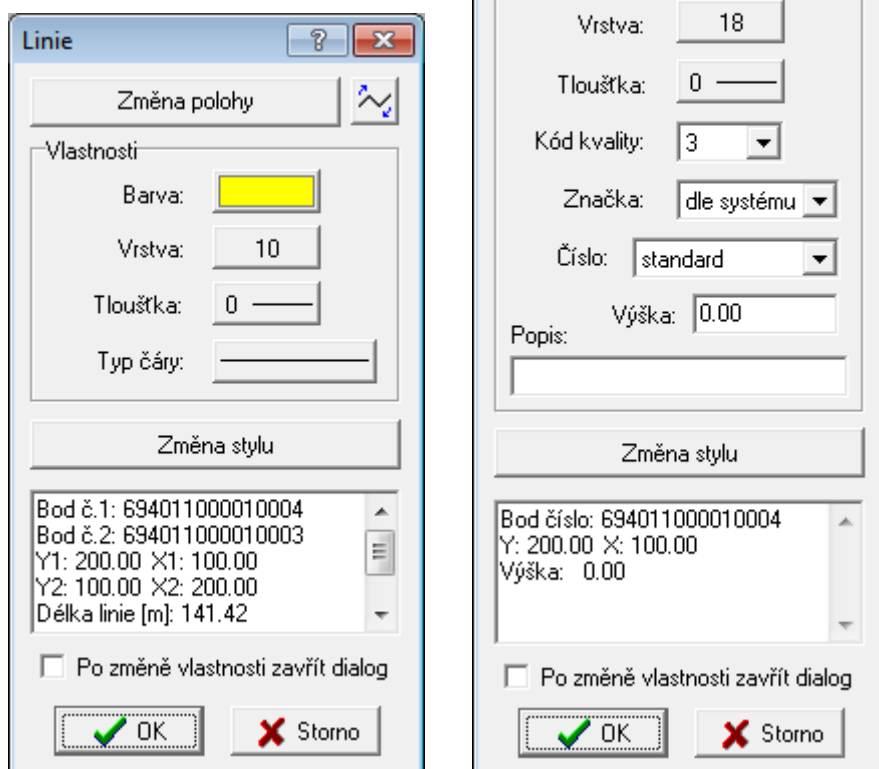 Linie
Změna polohy
Vlastnosti
Barva:
Vrstva: 10
Tloušťka: 0
Typ čáry:
Změna stylu
Bod č.1: 694011000010004
Bod č.2: 694011000010003
Y1: 200.00 X1: 100.00
Y2: 100.00 X2: 200.00
Délka linie [m]: 141.42
Po změně vlastnosti zavřít dialog
OK Storno
Vrstva: 18
Tloušťka: 0
Kód kvality: 3
Značka: dle systému
Číslo: standard
Výška: 0.00
Popis:
Změna stylu
Bod číslo: 694011000010004
Y: 200.00 X: 100.00
Výška: 0.00
Po změně vlastnosti zavřít dialog
OK Storno